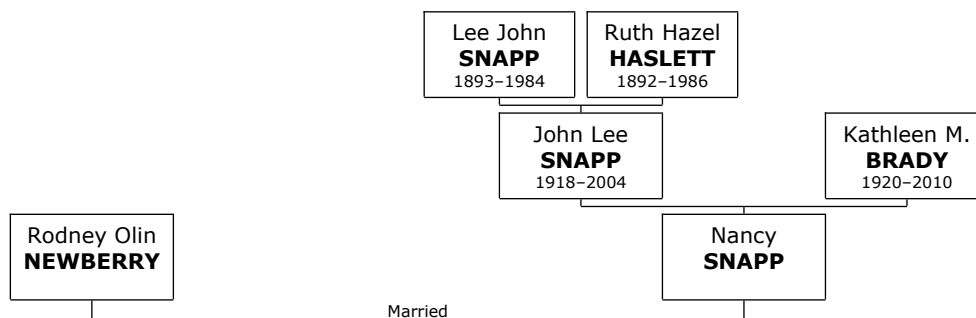 Lee John
SNAPP
1893–1984
Ruth Hazel
HASLETT
1892–1986
John Lee
SNAPP
1918–2004
Kathleen M.
BRADY
1920–2010
Rodney Olin
NEWBERRY
Nancy
SNAPP
Married